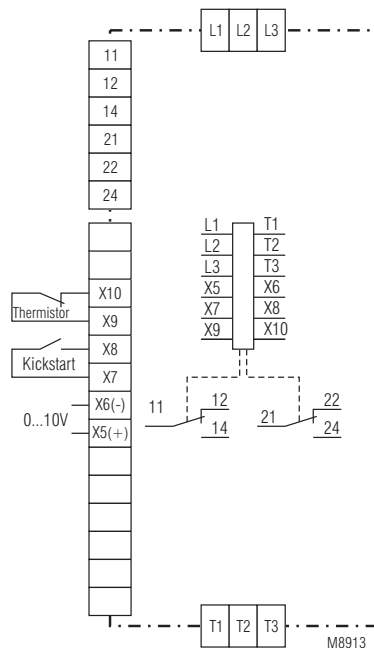 L1 L2 L3
11
12
14
21
22
24
X10
Thermistor
X9
X8
Kickstart
X7
X6(-)
0...10V
X5(+)
L1 T1
L2 T2
L3 T3
X5 X6
X7 X8
X9 X10
11 12 14
21 22 24
T1 T2 T3
M8913